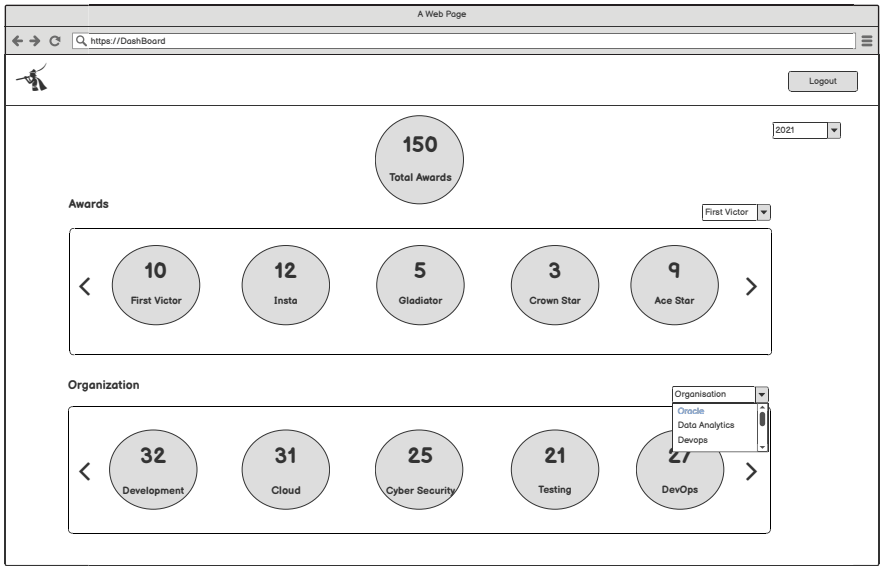 A Web Page
https://DashBoard
Logout
2021
150
Total Awards
Awards
First Victor
10
First Victor
12
Insta
5
Gladiator
3
Crown Star
9
Ace Star
Organization
Organisation
Oracle
Data Analytics
Devops
32
Development
31
Cloud
25
Cyber Security
21
Testing
27
DevOps